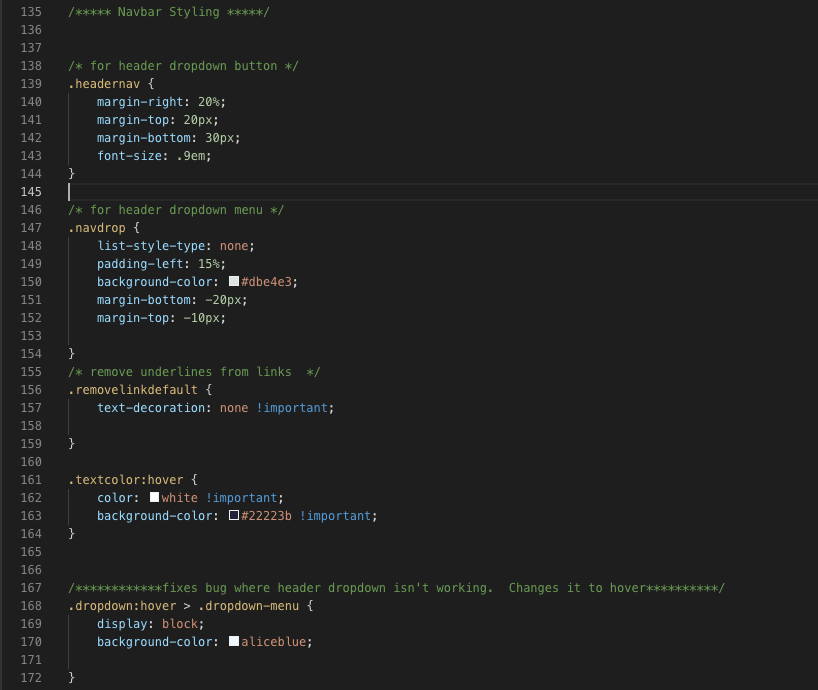 135 /***** Navbar Styling *****/
136
137
138 /* for header dropdown button */
139 .headernav {
140     margin-right: 20%;
141     margin-top: 20px;
142     margin-bottom: 30px;
143     font-size: .9em;
144 }
145
146 /* for header dropdown menu */
147 .navdrop {
148     list-style-type: none;
149     padding-left: 15%;
150     background-color: #dbe4e3;
151     margin-bottom: -20px;
152     margin-top: -10px;
153
154 }
155 /* remove underlines from links  */
156 .removelinkdefault {
157     text-decoration: none !important;
158
159 }
160
161 .textcolor:hover {
162     color: white !important;
163     background-color: #22223b !important;
164 }
165
166
167 /************fixes bug where header dropdown isn't working.  Changes it to hover**********/
168 .dropdown:hover > .dropdown-menu {
169     display: block;
170     background-color: aliceblue;
171
172 }